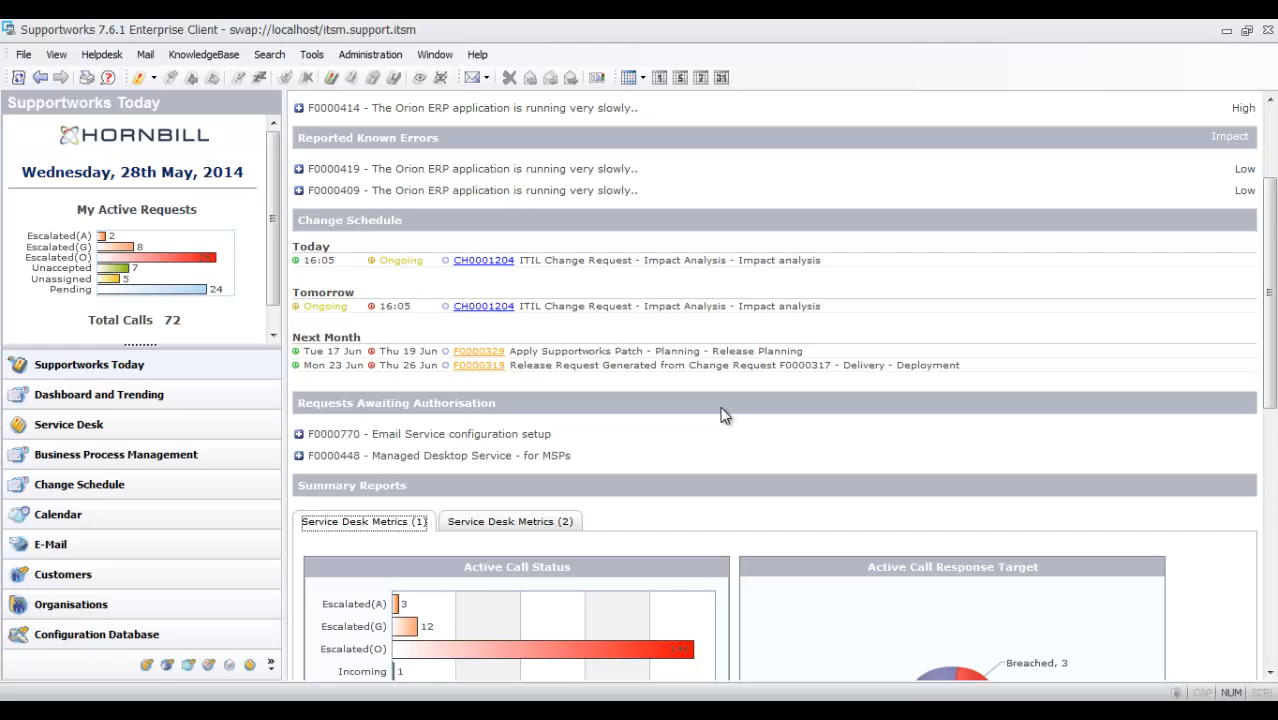 Supportworks 7.6.1 Enterprise Client - swap://localhost/itsm.support.itsm
File View Helpdesk Mail KnowledgeBase Search Tools Administration Window Help
Supportworks Today
HORNBILL
Wednesday, 28th May, 2014
My Active Requests
Escalated(A) 2
Escalated(G) 8
Escalated(O)
Unaccepted 7
Unassigned 5
Pending 24
Total Calls 72
Supportworks Today
Dashboard and Trending
Service Desk
Business Process Management
Change Schedule
Calendar
E-Mail
Customers
Organisations
Configuration Database
F0000414 - The Orion ERP application is running very slowly.. High
Reported Known Errors Impact
F0000419 - The Orion ERP application is running very slowly.. Low
F0000409 - The Orion ERP application is running very slowly.. Low
Change Schedule
Today
16:05 Ongoing CH0001204 ITIL Change Request - Impact Analysis - Impact analysis
Tomorrow
Ongoing 16:05 CH0001204 ITIL Change Request - Impact Analysis - Impact analysis
Next Month
Tue 17 Jun Thu 19 Jun F0000329 Apply Supportworks Patch - Planning - Release Planning
Mon 23 Jun Thu 26 Jun F0000319 Release Request Generated from Change Request F0000317 - Delivery - Deployment
Requests Awaiting Authorisation
F0000770 - Email Service configuration setup
F0000448 - Managed Desktop Service - for MSPs
Summary Reports
Service Desk Metrics (1) Service Desk Metrics (2)
Active Call Status
Escalated(A) 3
Escalated(G) 12
Escalated(O)
Incoming 1
Active Call Response Target
Breached, 3
CAP NUM SCRL